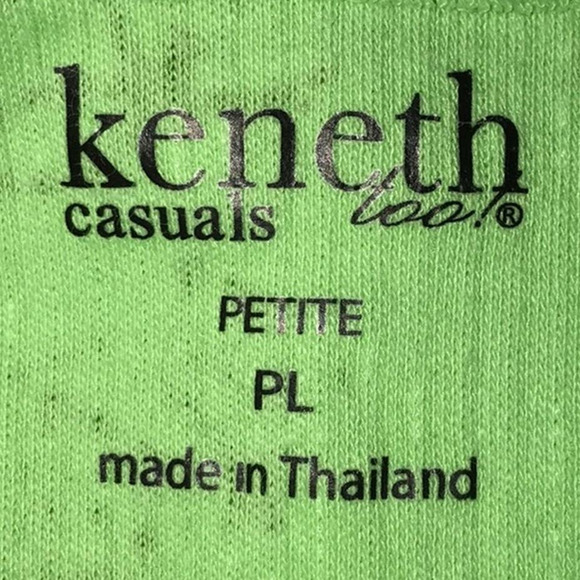 keneth
casuals too!®
PETITE
PL
made in Thailand